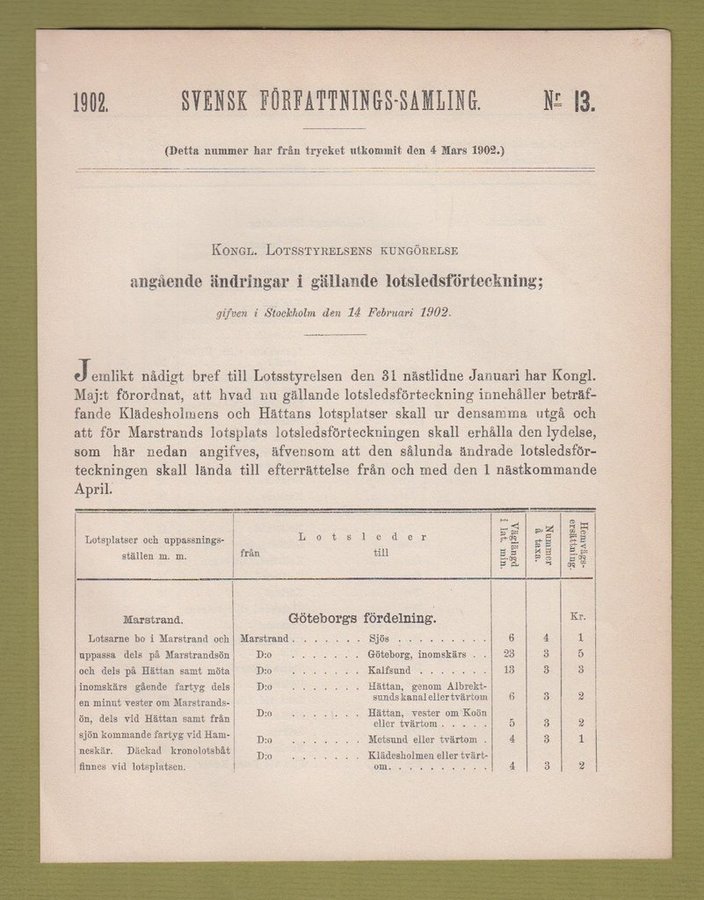 1902. SVENSK FÖRFATTNINGS-SAMLING. Nr 13.
(Detta nummer har från trycket utkommit den 4 Mars 1902.)
KONGL. LOTSSTYRELSENS KUNGÖRELSE
angående ändringar i gällande lotsledsförteckning;
gifven i Stockholm den 14 Februari 1902.
Jemlikt nådigt bref till Lotsstyrelsen den 31 nästlidne Januari har Kongl.
Maj:t förordnat, att hvad nu gällande lotsledsförteckning innehåller beträf-
fande Klädesholmens och Hättans lotsplatser skall ur densamma utgå och
att för Marstrands lotsplats lotsledsförteckningen skall erhålla den lydelse,
som här nedan angifves, äfvensom att den sålunda ändrade lotsledsför-
teckningen skall lända till efterrättelse från och med den 1 nästkommande
April.
Lotsplatser och uppassnings-
ställen m. m.
Lotsleder
från till
Väglängd
i lat. min.
Nummer
å taxa.
Hemvägs-
ersättning.
Marstrand.
Lotsarne bo i Marstrand och
uppassa dels på Marstrandsön
och dels på Hättan samt möta
inomskärs gående fartyg dels
en minut vester om Marstrands-
ön, dels vid Hättan samt från
sjön kommande fartyg vid Ham-
neskär. Däckad kronolotsbåt
finnes vid lotsplatsen.
Göteborgs fördelning. Kr.
Marstrand . . . . . . . Sjös . . . . . . . . . 6 4 1
D:o . . . . . . . Göteborg, inomskärs . . 23 3 5
D:o . . . . . . . Kalfsund . . . . . . . 13 3 3
D:o . . . . . . . Hättan, genom Albrekt-
sunds kanal eller tvärtom 6 3 2
D:o . . . . . . . Hättan, vester om Koön
eller tvärtom . . . . . 5 3 2
D:o . . . . . . . Metsund eller tvärtom . 4 3 1
D:o . . . . . . . Klädesholmen eller tvärt-
om. . . . . . . . . . 4 3 2